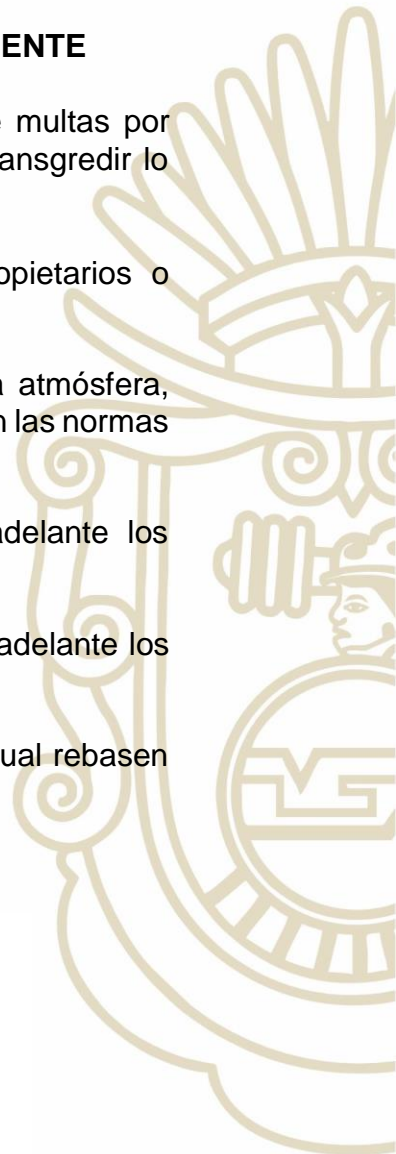 ENTE
e multas por
ansgredir lo
opietarios o
a atmósfera,
n las normas
adelante los
adelante los
ual rebasen